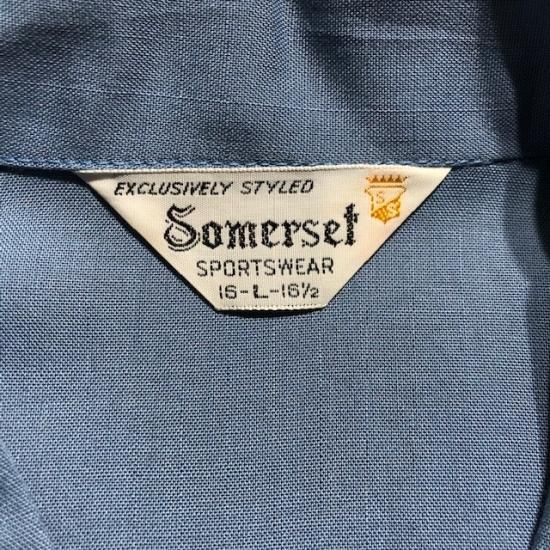 EXCLUSIVELY STYLED
Somerset
SPORTSWEAR
16-L-16½